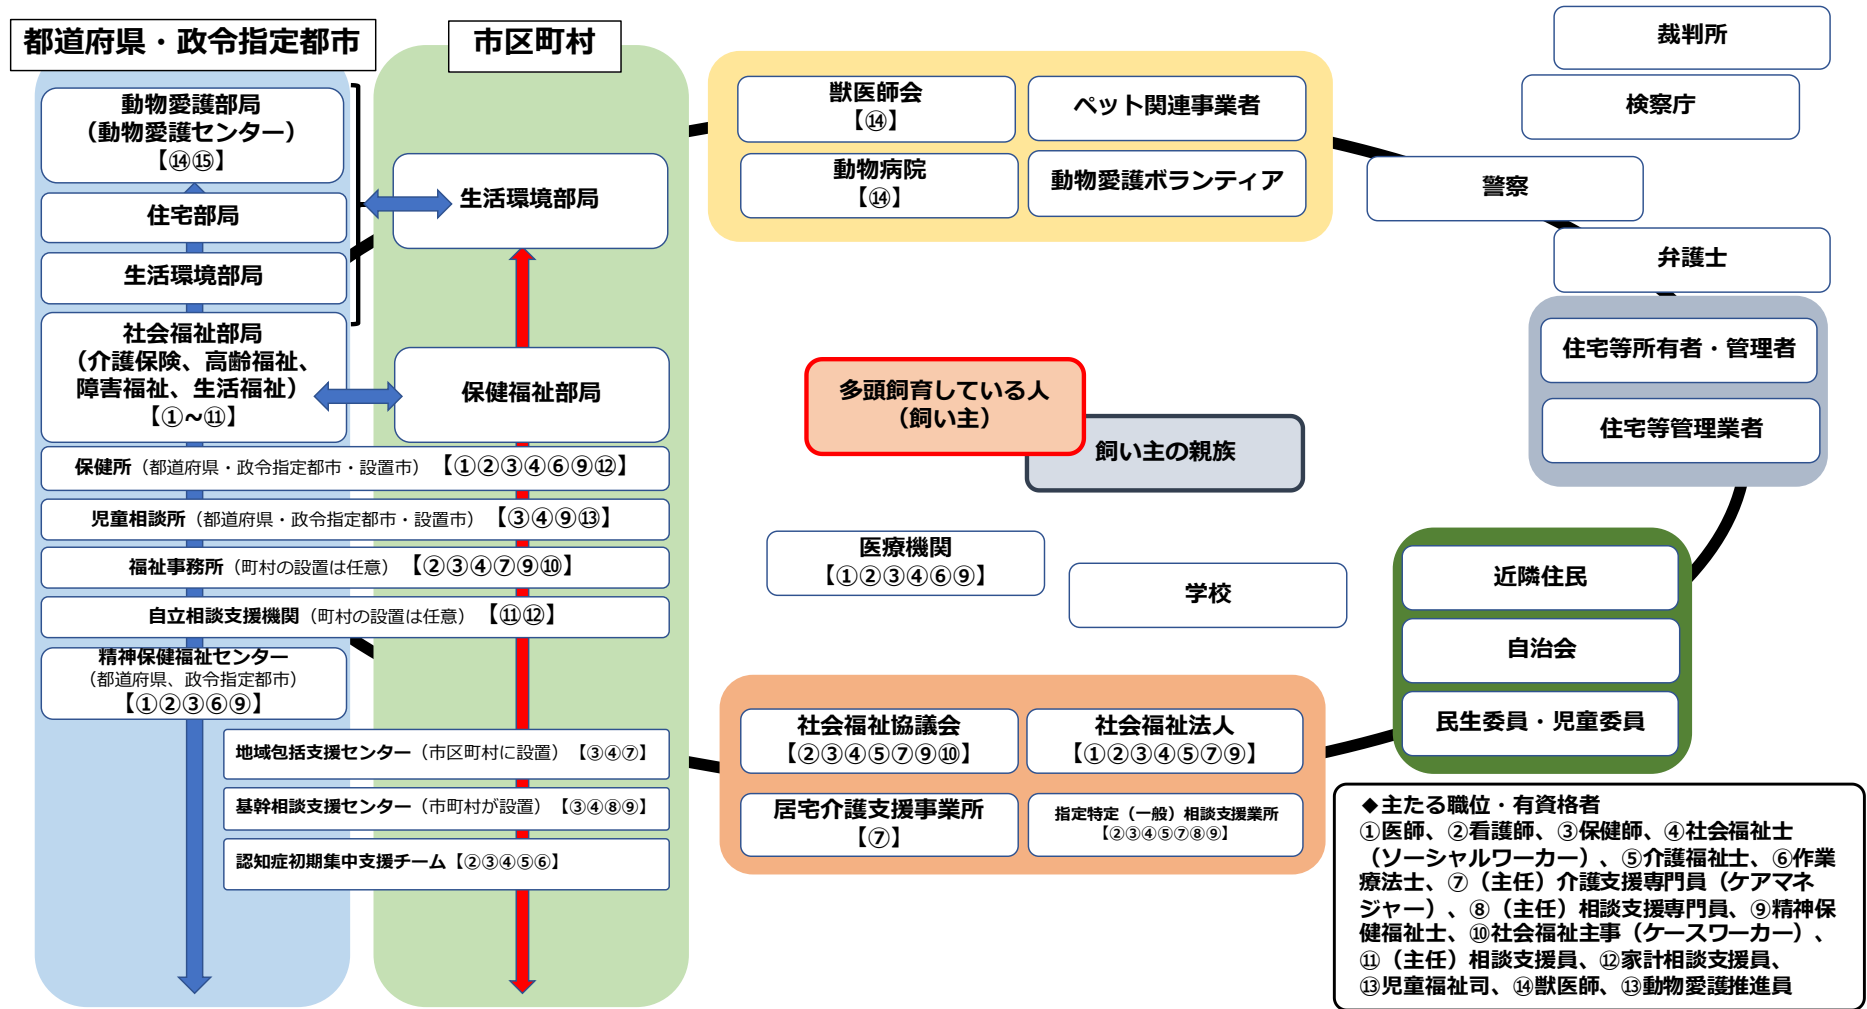 都道府県・政令指定都市
動物愛護部局
（動物愛護センター）
【⑭⑮】
住宅部局
生活環境部局
社会福祉部局
（介護保険、高齢福祉、
障害福祉、生活福祉）
【①~⑪】
市区町村
生活環境部局
保健福祉部局
保健所（都道府県・政令指定都市・設置市）【①②③④⑥⑨⑫】
児童相談所（都道府県・政令指定都市・設置市）【③④⑨⑬】
福祉事務所（町村の設置は任意）【②③④⑦⑨⑩】
自立相談支援機関（町村の設置は任意）【⑪⑫】
精神保健福祉センター
（都道府県、政令指定都市）
【①②③⑥⑨】
地域包括支援センター（市区町村に設置）【③④⑦】
基幹相談支援センター（市町村が設置）【③④⑧⑨】
認知症初期集中支援チーム【②③④⑤⑥】
獣医師会
【⑭】
ペット関連事業者
動物病院
【⑭】
動物愛護ボランティア
裁判所
検察庁
警察
弁護士
住宅等所有者・管理者
住宅等管理業者
多頭飼育している人
（飼い主）
飼い主の親族
医療機関
【①②③④⑥⑨】
学校
近隣住民
自治会
民生委員・児童委員
社会福祉協議会
【②③④⑤⑦⑨⑩】
社会福祉法人
【①②③④⑤⑦⑨】
居宅介護支援事業所
【⑦】
指定特定（一般）相談支援業所
【②③④⑤⑦⑧⑨】
◆主たる職位・有資格者
①医師、②看護師、③保健師、④社会福祉士
（ソーシャルワーカー）、⑤介護福祉士、⑥作業
療法士、⑦（主任）介護支援専門員（ケアマネ
ジャー）、⑧（主任）相談支援専門員、⑨精神保
健福祉士、⑩社会福祉主事（ケースワーカー）、
⑪（主任）相談支援員、⑫家計相談支援員、
⑬児童福祉司、⑭獣医師、⑬動物愛護推進員